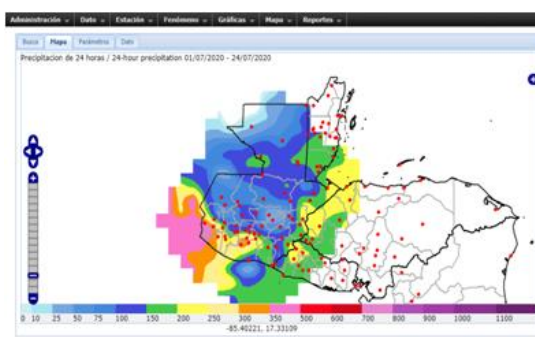 Administración Dato Estación Fenómeno Gráficas Mapa Reportes
Busca Mapa Parámetros Dato
Precipitacion de 24 horas / 24-hour precipitation 01/07/2020 - 24/07/2020
0 10 25 50 75 100 150 200 250 300 350 400 500 600 700 800 900 1000 1100
-85.40221, 17.33109